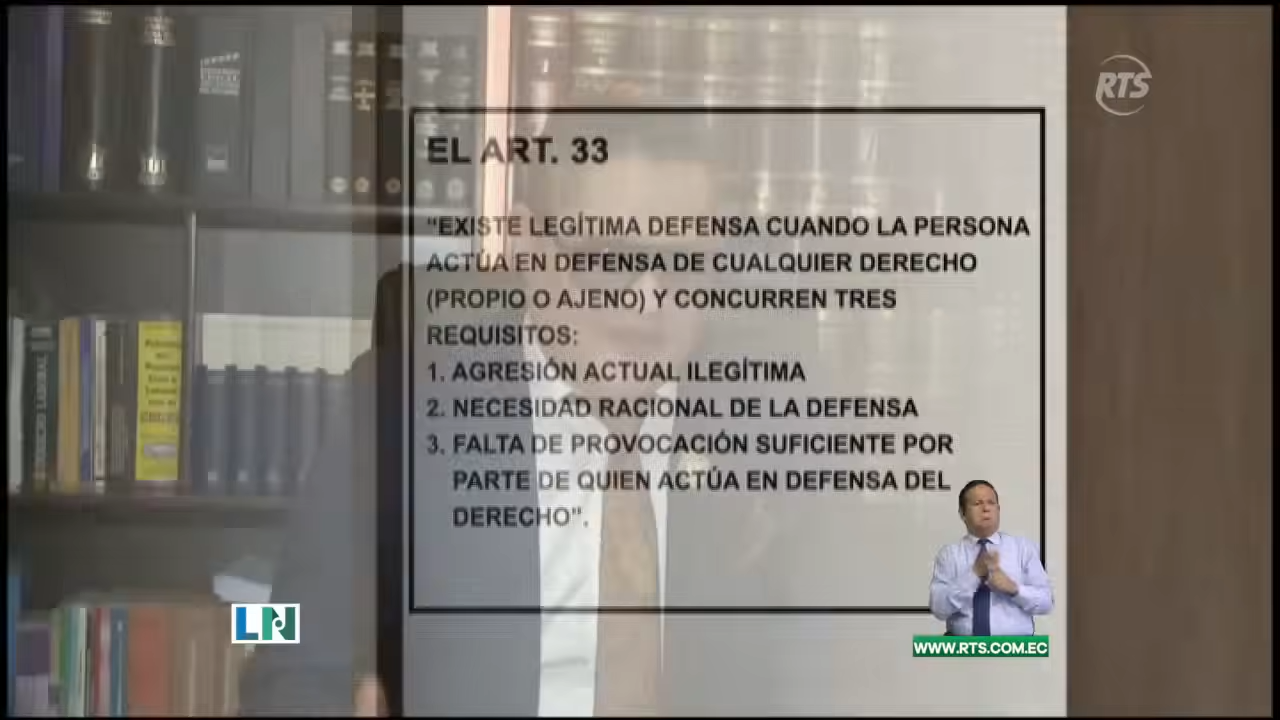 RTS
EL ART. 33
"EXISTE LEGÍTIMA DEFENSA CUANDO LA PERSONA
ACTÚA EN DEFENSA DE CUALQUIER DERECHO
(PROPIO O AJENO) Y CONCURREN TRES
REQUISITOS:
1. AGRESIÓN ACTUAL ILEGÍTIMA
2. NECESIDAD RACIONAL DE LA DEFENSA
3. FALTA DE PROVOCACIÓN SUFICIENTE POR
PARTE DE QUIEN ACTÚA EN DEFENSA DEL
DERECHO".
LN
WWW.RTS.COM.EC